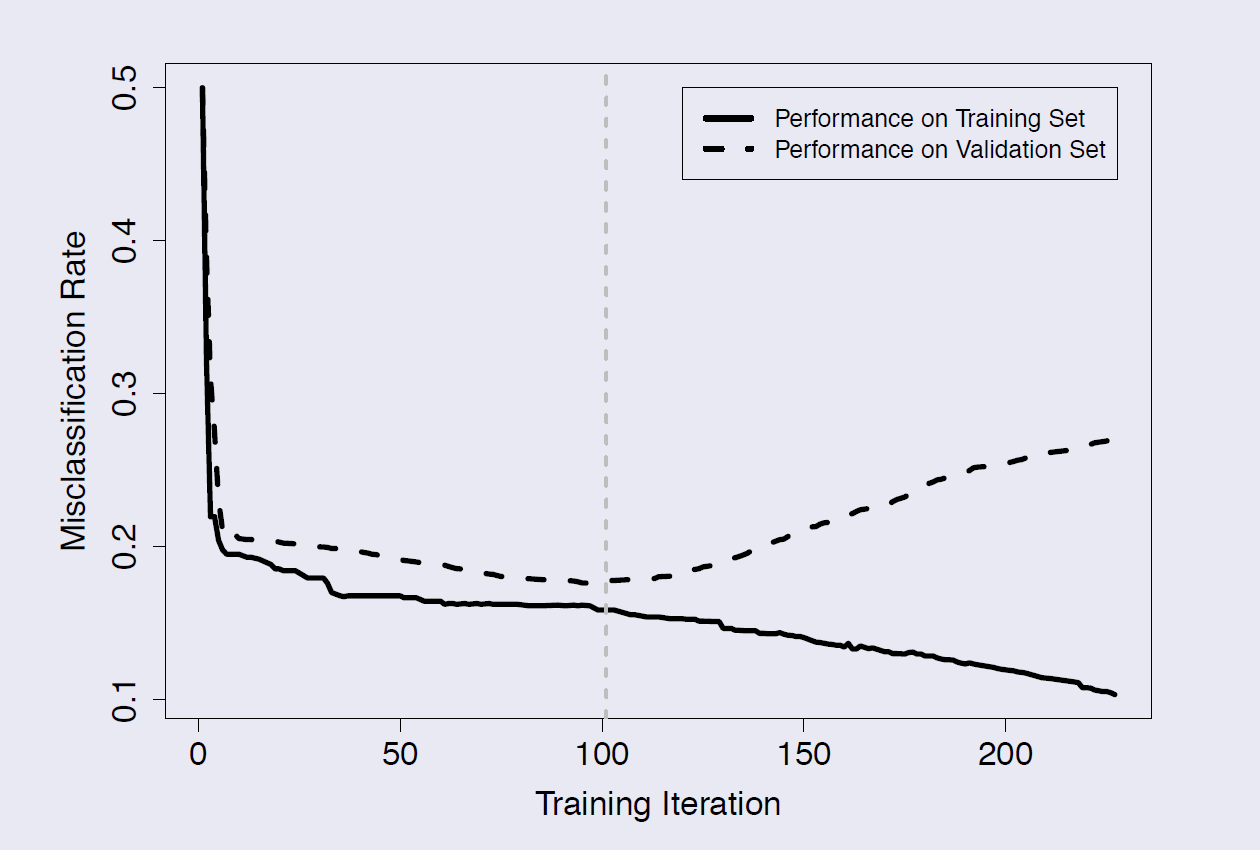 Performance on Training Set
Performance on Validation Set
0.5
0.4
0.3
0.2
0.1
Misclassification Rate
0 50 100 150 200
Training Iteration